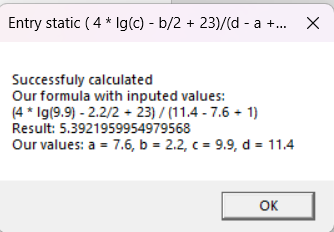 Entry static ( 4 * lg(c) - b/2 + 23)/(d - a +...
Successfuly calculated
Our formula with inputed values:
(4 * lg(9.9) - 2.2/2 + 23) / (11.4 - 7.6 + 1)
Result: 5.3921959954979568
Our values: a = 7.6, b = 2.2, c = 9.9, d = 11.4
OK